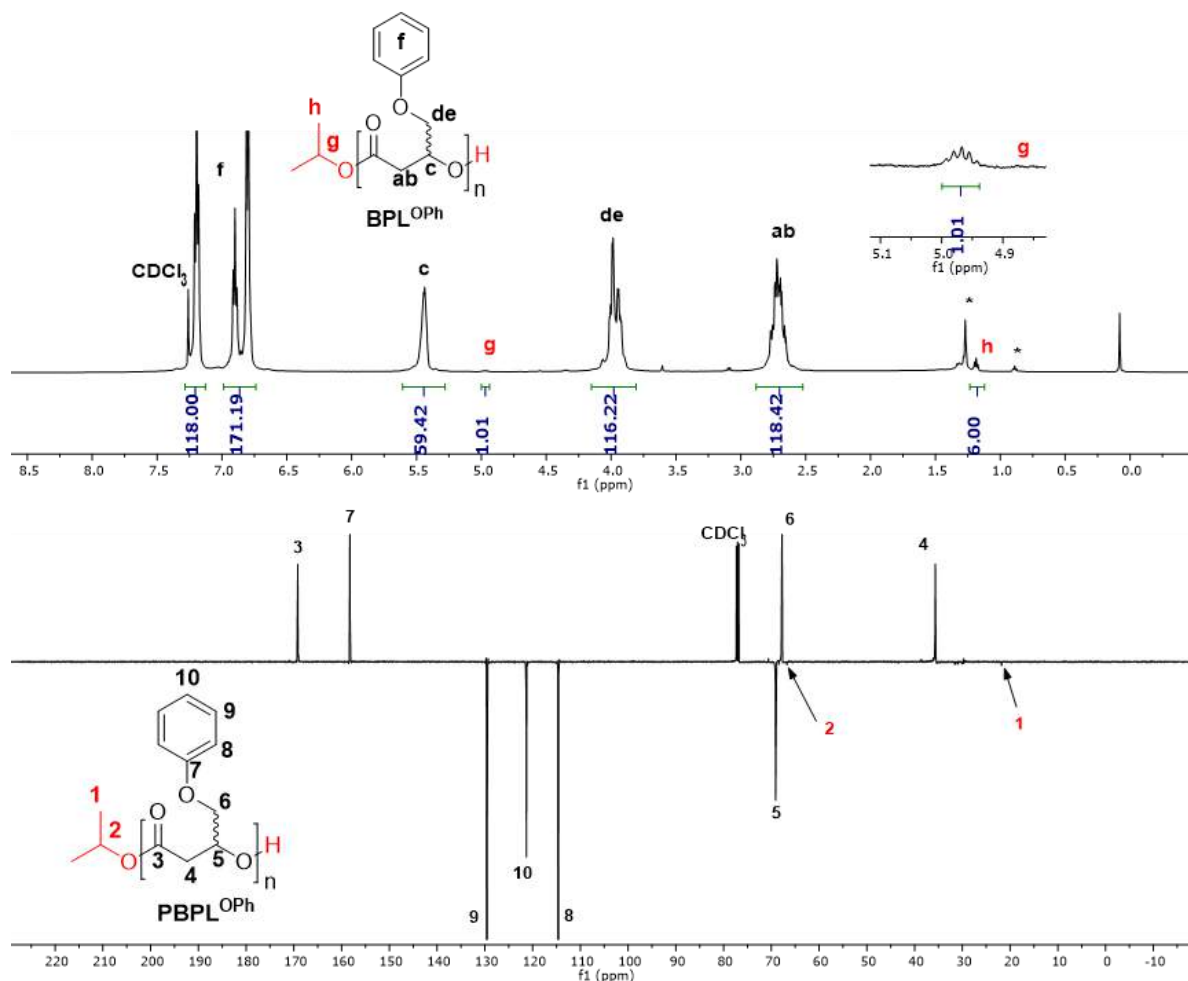 f
h
g
O
O
de
c
O
O
H
n
ab
BPL^OPh
f
CDCl3
c
g
de
ab
*
h
*
g
1.01
5.1 5.0 4.9
f1 (ppm)
118.00
171.19
59.42
1.01
116.22
118.42
6.00
8.5 8.0 7.5 7.0 6.5 6.0 5.5 5.0 4.5 4.0 3.5 3.0 2.5 2.0 1.5 1.0 0.5 0.0
f1 (ppm)
3
7
CDCl3
6
4
2
1
5
10
9
8
10
9
8
7
O
6
1
2
O
O
3
4
5
O
H
n
PBPL^OPh
220 210 200 190 180 170 160 150 140 130 120 110 100 90 80 70 60 50 40 30 20 10 0 -10
f1 (ppm)